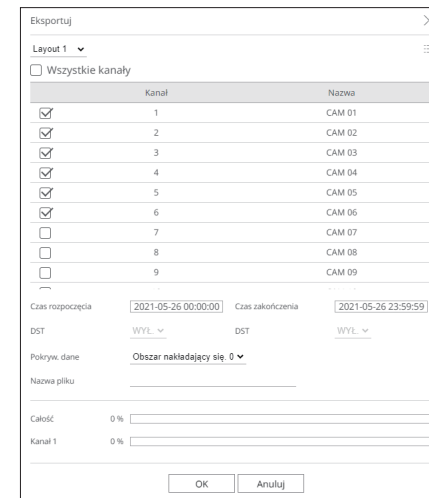 Eksportuj
Layout 1
Wszystkie kanały
Kanał Nazwa
1 CAM 01
2 CAM 02
3 CAM 03
4 CAM 04
5 CAM 05
6 CAM 06
7 CAM 07
8 CAM 08
9 CAM 09
Czas rozpoczęcia 2021-05-26 00:00:00 Czas zakończenia 2021-05-26 23:59:59
DST WYŁ. DST WYŁ.
Pokryw. dane Obszar nakładający się. 0
Nazwa pliku
Całość 0 %
Kanał 1 0 %
OK Anuluj